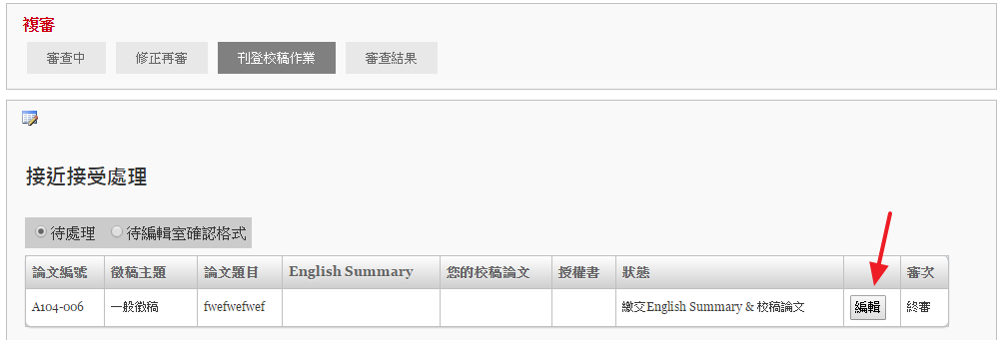 複審
審查中 修正再審 刊登校稿作業 審查結果
接近接受處理
待處理 待編輯室確認格式
論文編號 徵稿主題 論文題目 English Summary 您的校稿論文 授權書 狀態 審次
A104-006 一般徵稿 fwefwefwef 繳交English Summary & 校稿論文 編輯 終審